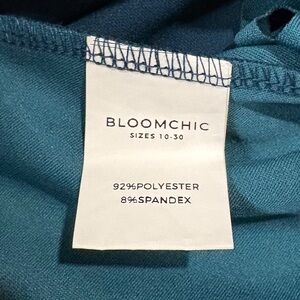 BLOOMCHIC
SIZES 10-30
92%POLYESTER
8%SPANDEX